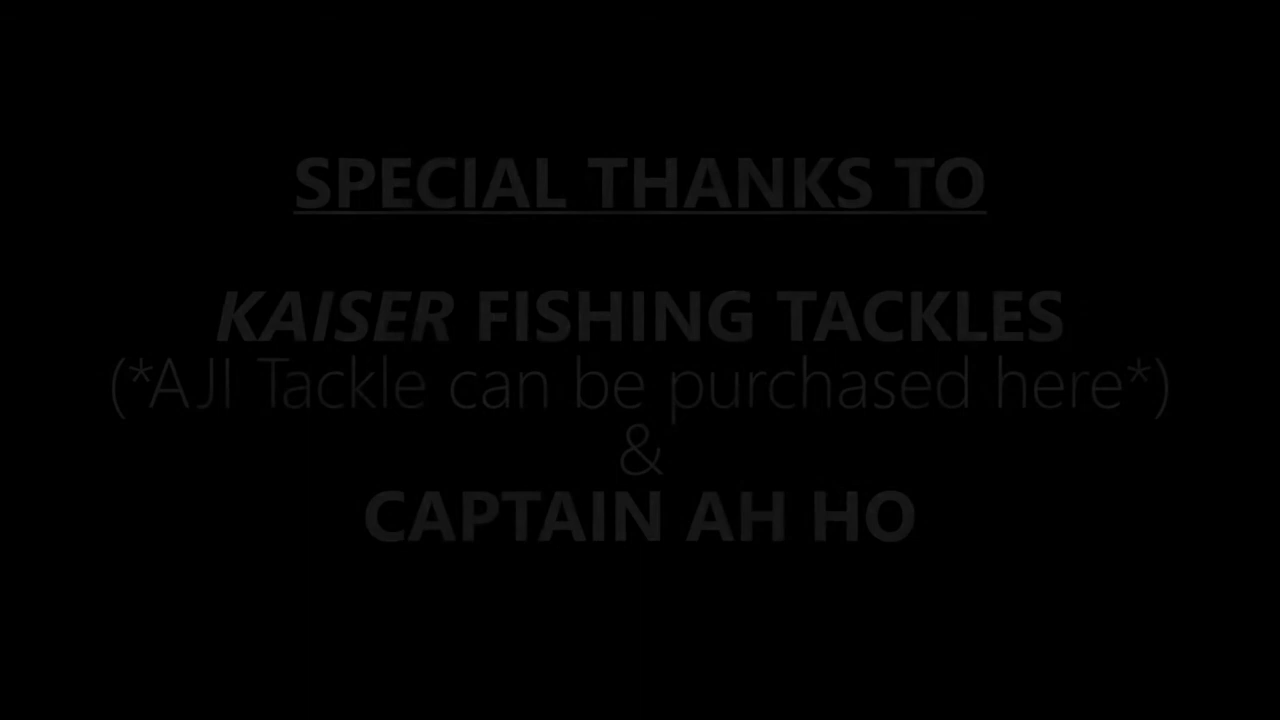 SPECIAL THANKS TO
KAISER FISHING TACKLES
(*AJI Tackle can be purchased here*)
&
CAPTAIN AH HO